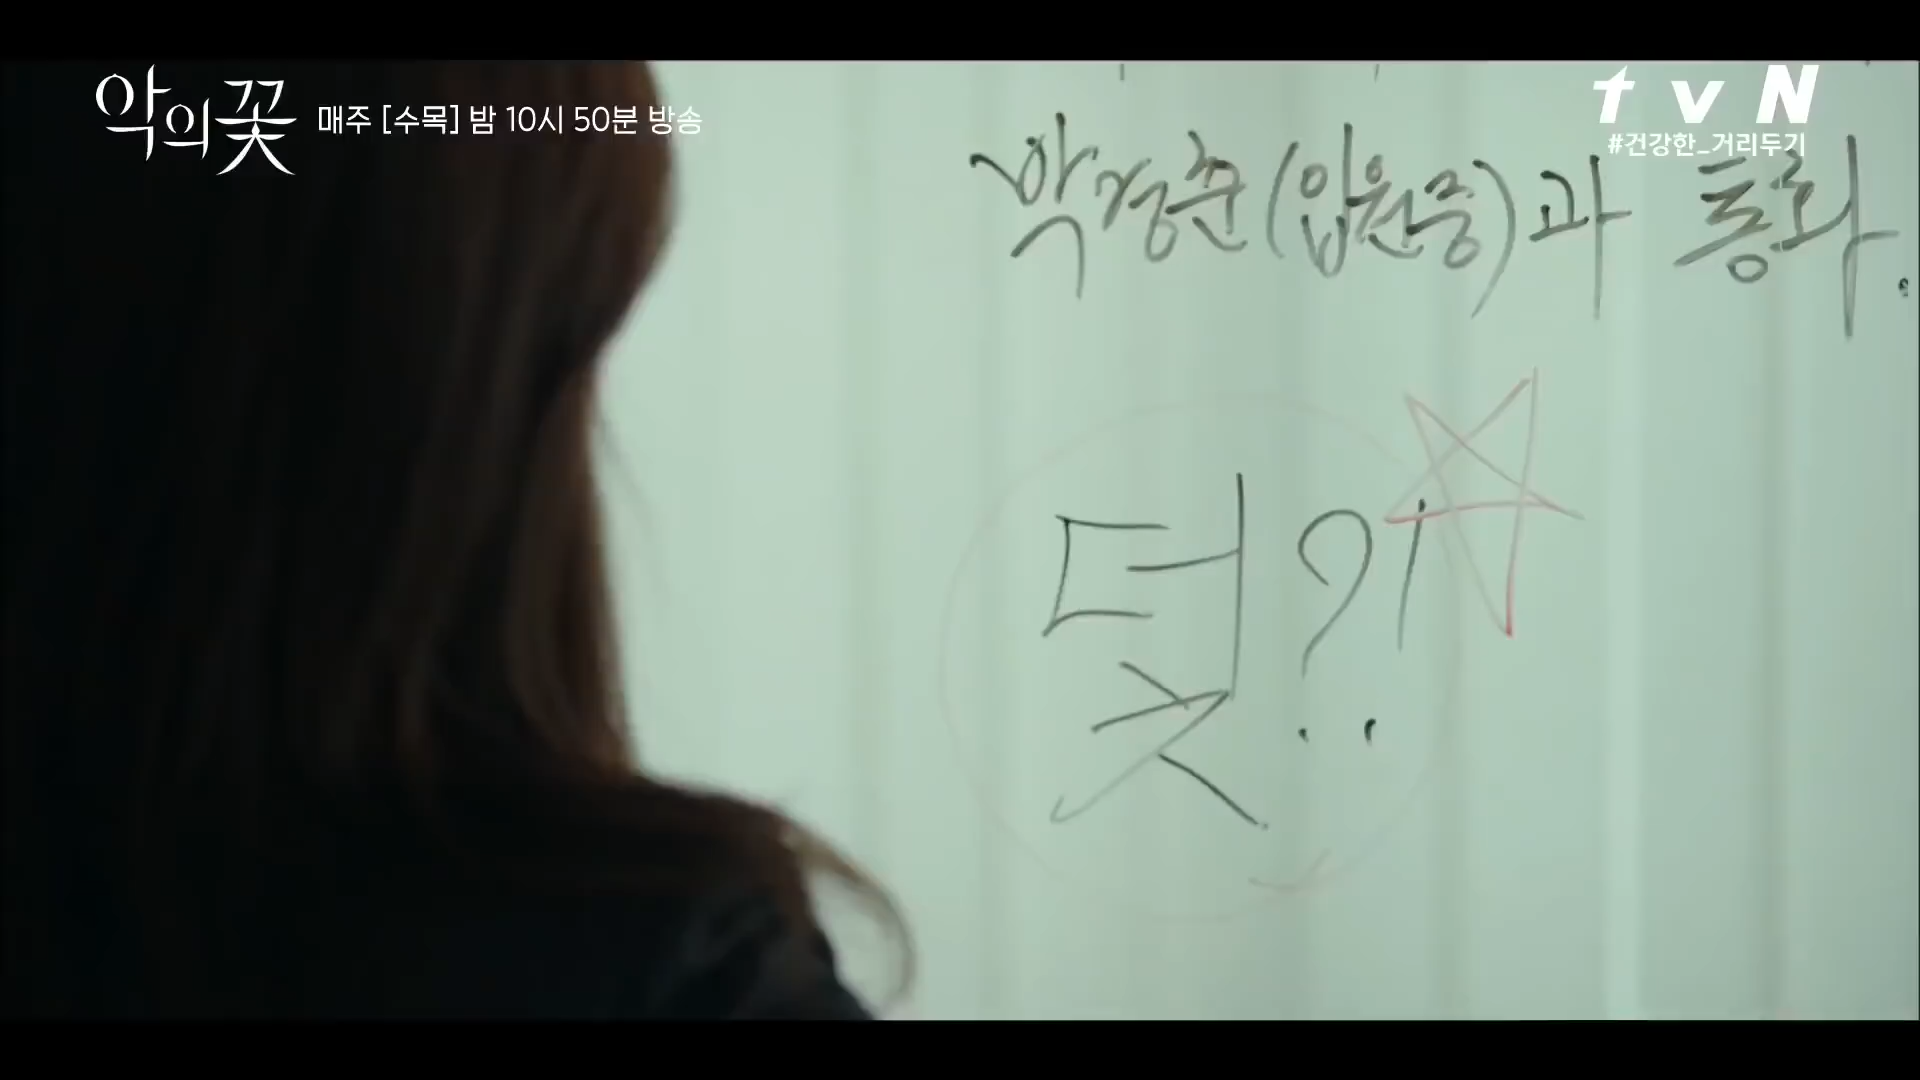 악의꽃 매주 [수목] 밤 10시 50분 방송
tvN
#건강한_거리두기
박경춘(입원중)과 통화.
덫?!